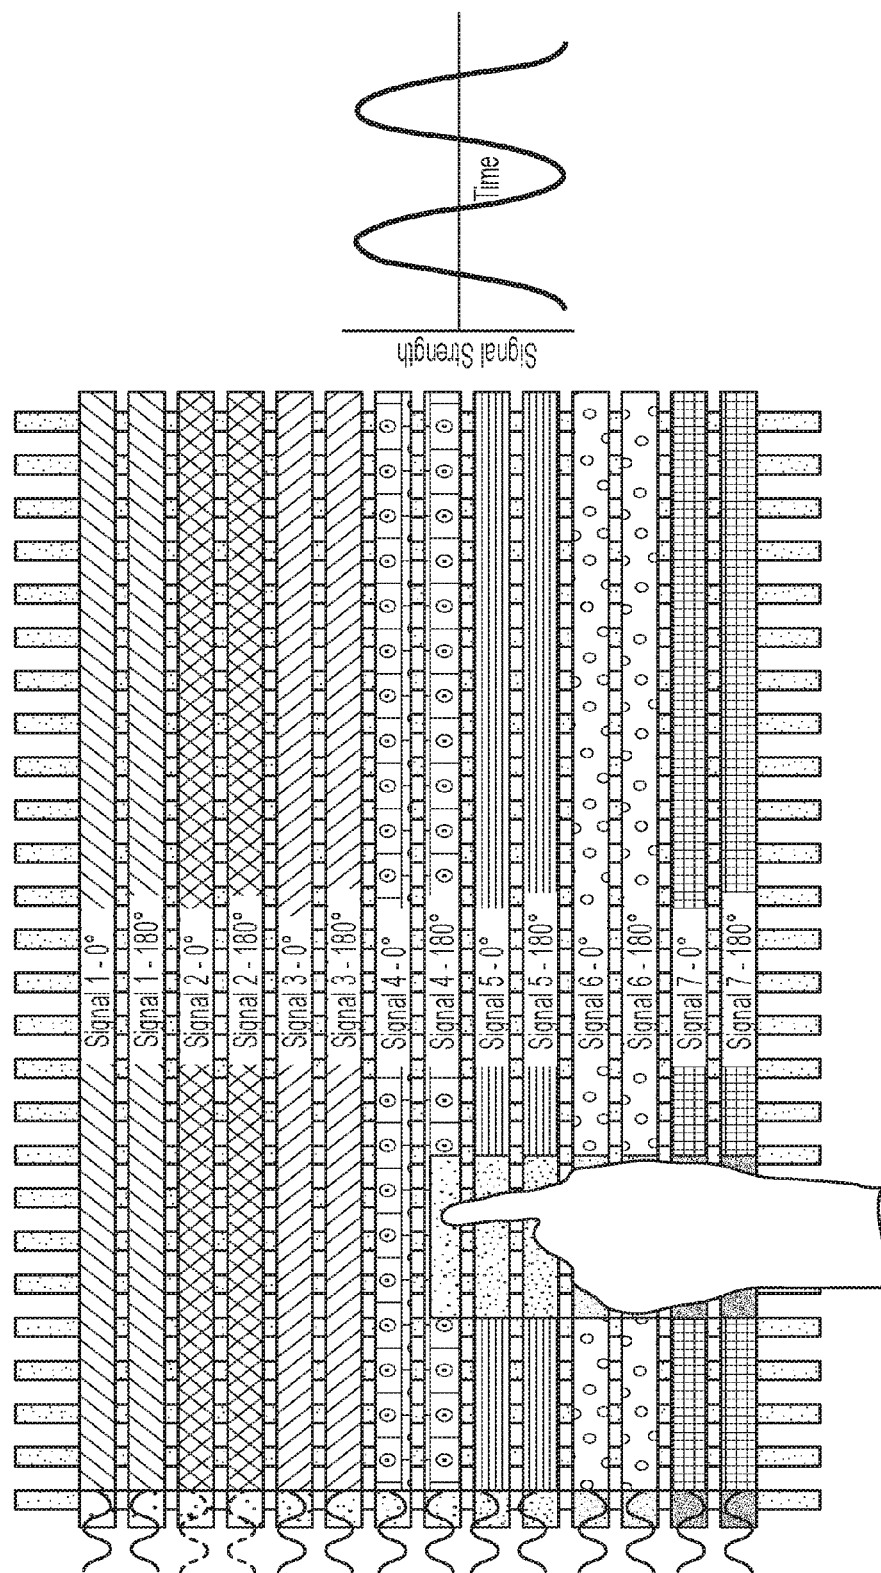 Signal 1 - 0°
Signal 1 - 180°
Signal 2 - 0°
Signal 2 - 180°
Signal 3 - 0°
Signal 3 - 180°
Signal 4 - 0°
Signal 4 - 180°
Signal 5 - 0°
Signal 5 - 180°
Signal 6 - 0°
Signal 6 - 180°
Signal 7 - 0°
Signal 7 - 180°
Signal Strength
Time